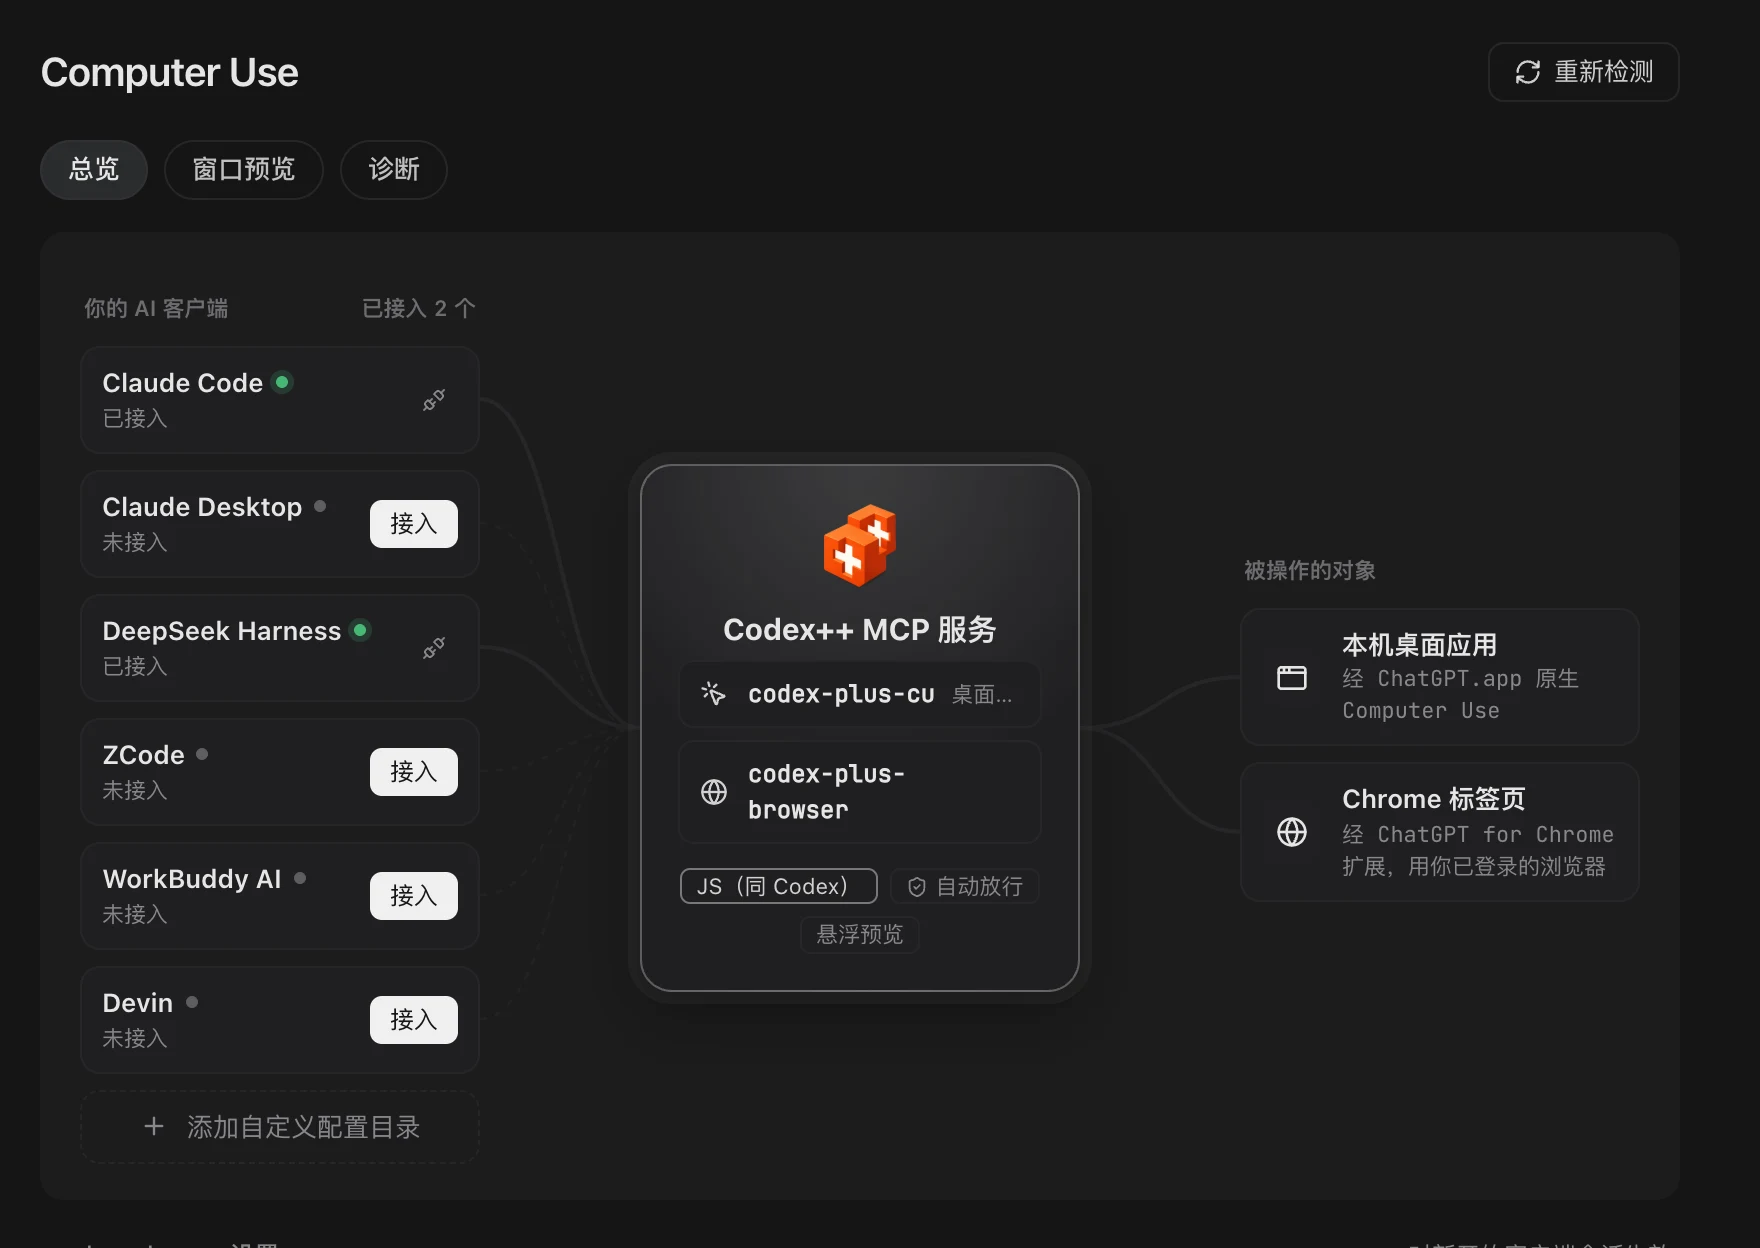 Computer Use
重新检测
总览
窗口预览
诊断
你的 AI 客户端
已接入 2 个
Claude Code
已接入
Claude Desktop
未接入
接入
DeepSeek Harness
已接入
ZCode
未接入
接入
WorkBuddy AI
未接入
接入
Devin
未接入
接入
添加自定义配置目录
Codex++ MCP 服务
codex-plus-cu 桌面...
codex-plus-
browser
JS（同 Codex）
自动放行
悬浮预览
被操作的对象
本机桌面应用
经 ChatGPT.app 原生
Computer Use
Chrome 标签页
经 ChatGPT for Chrome
扩展，用你已登录的浏览器